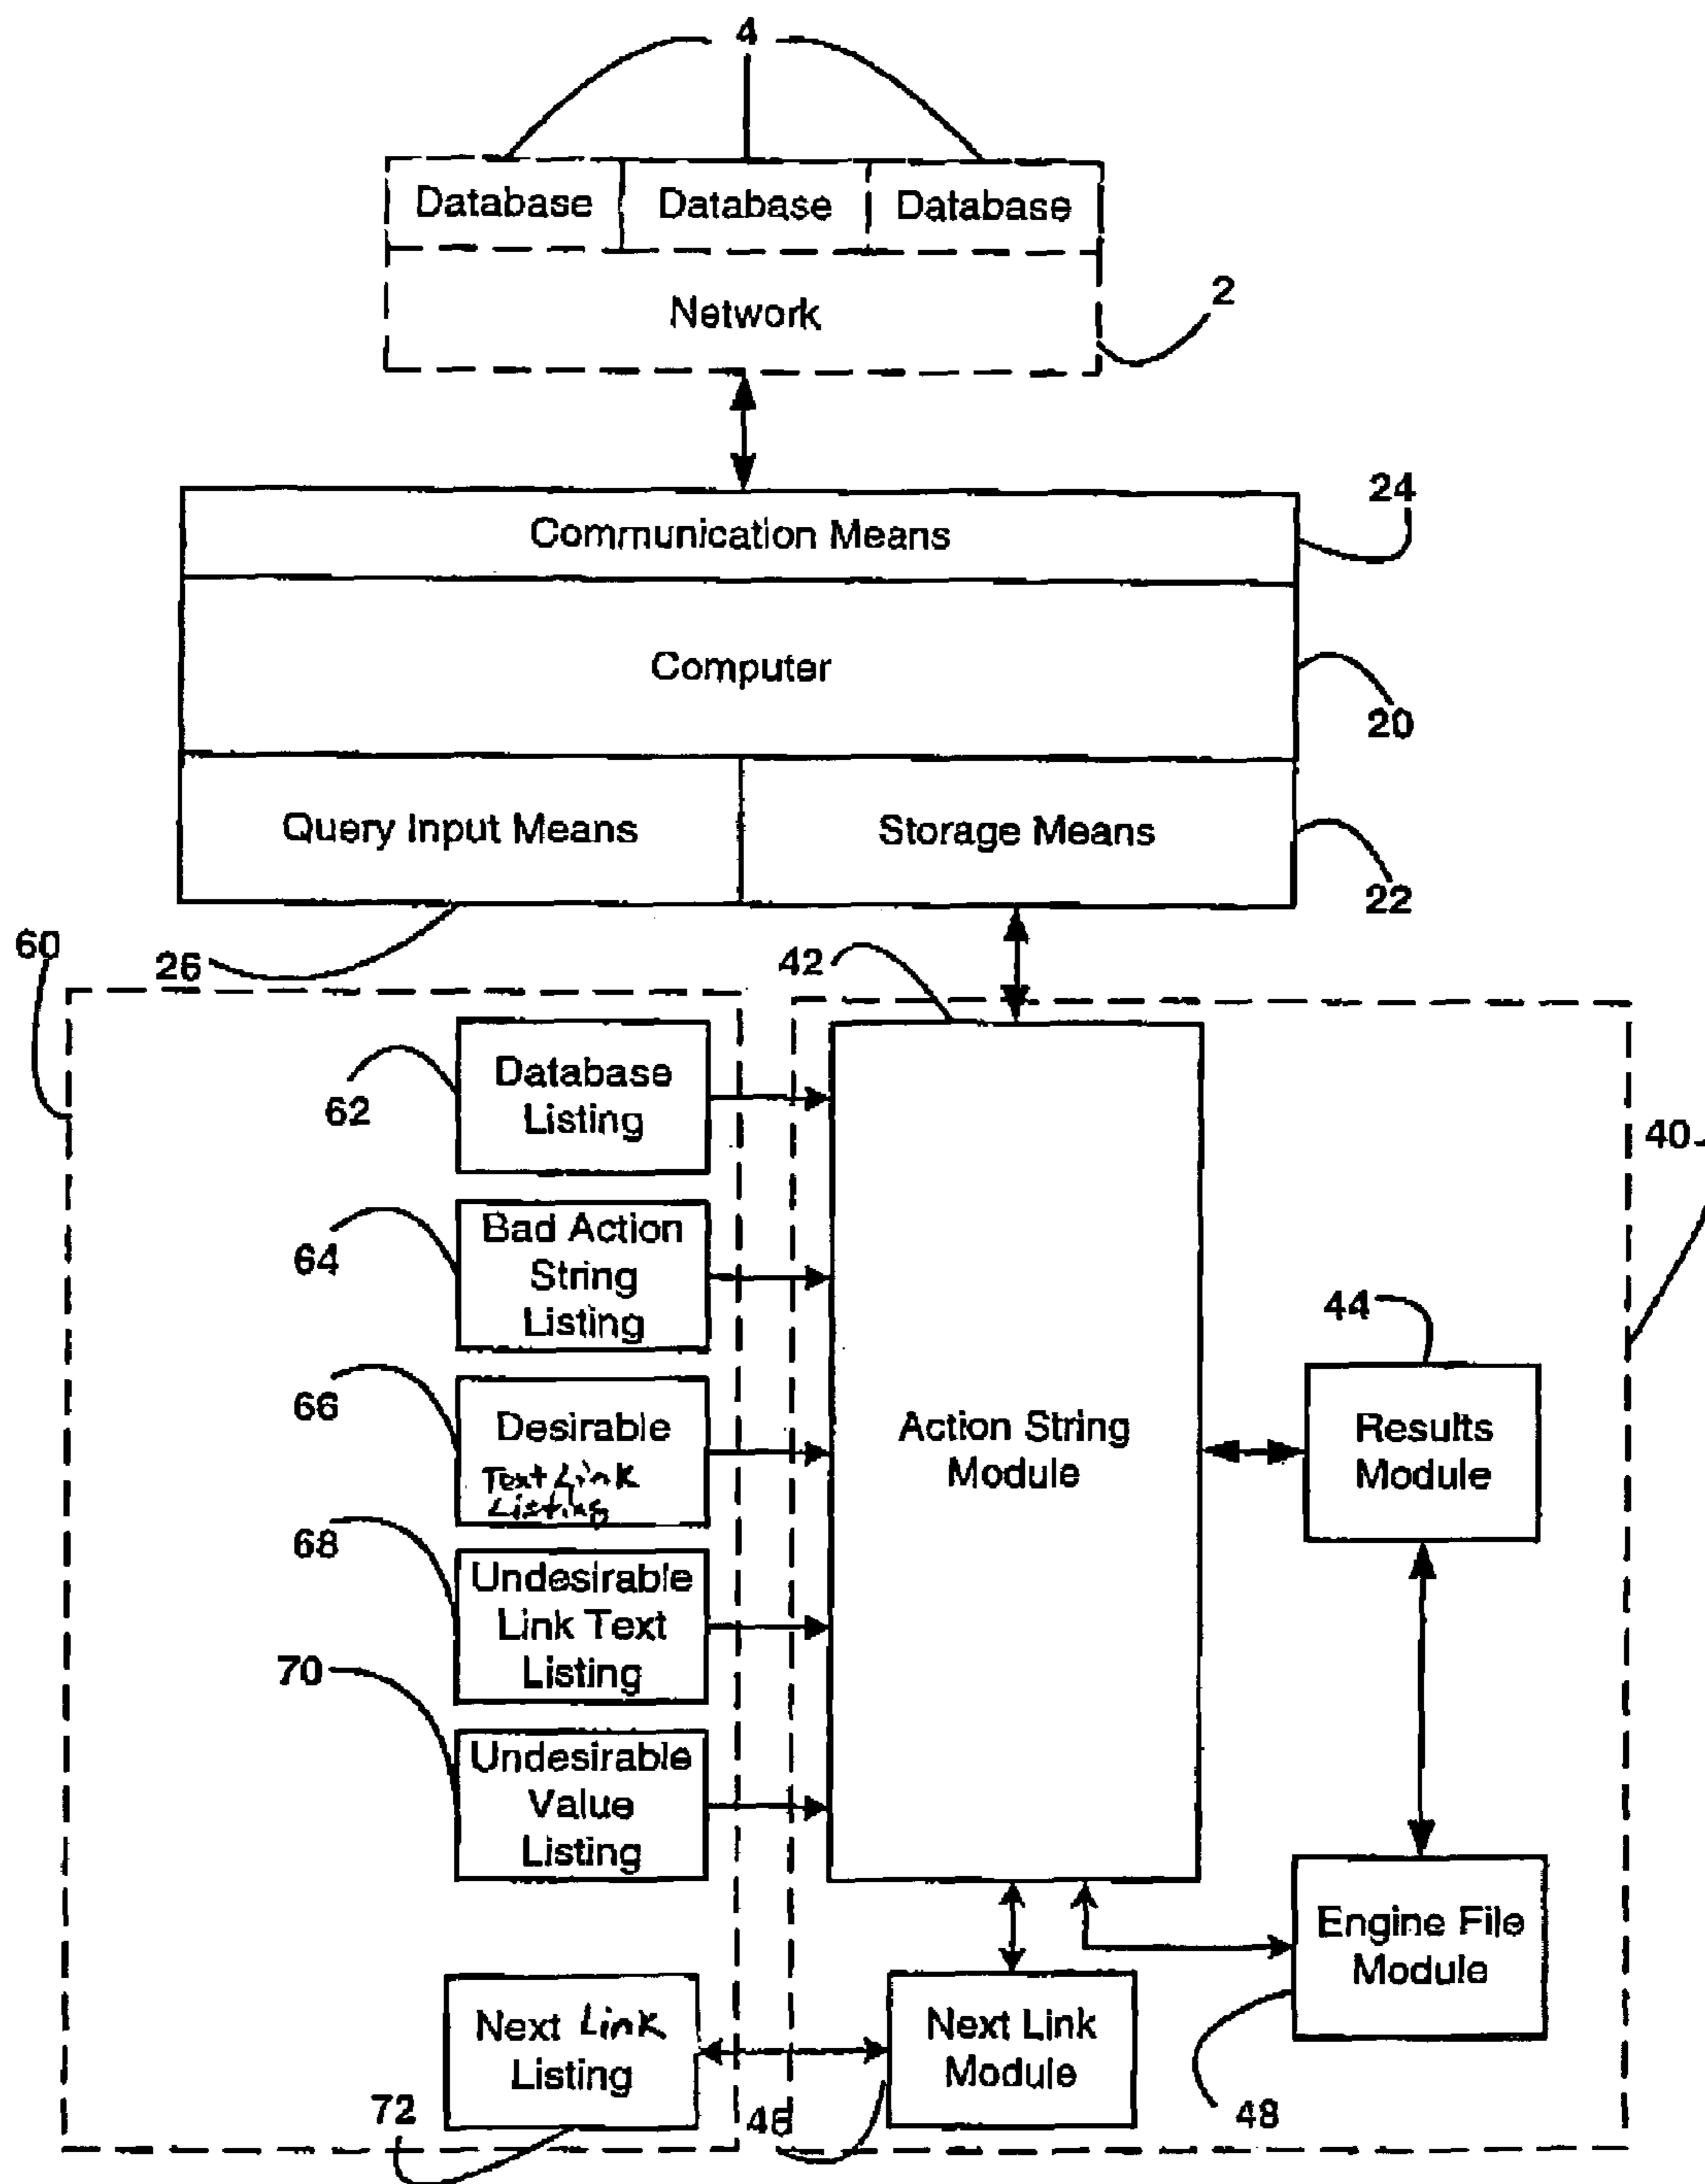 4
Database Database Database
Network
2
Communication Means
24
Computer
20
Query Input Means
Storage Means
22
26
60
42
40
Database
Listing
62
Bad Action
String
Listing
64
Desirable
Text Link
Listing
66
Undesirable
Link Text
Listing
68
Undesirable
Value
Listing
70
Action String
Module
44
Results
Module
Engine File
Module
48
Next Link
Listing
72
Next Link
Module
46